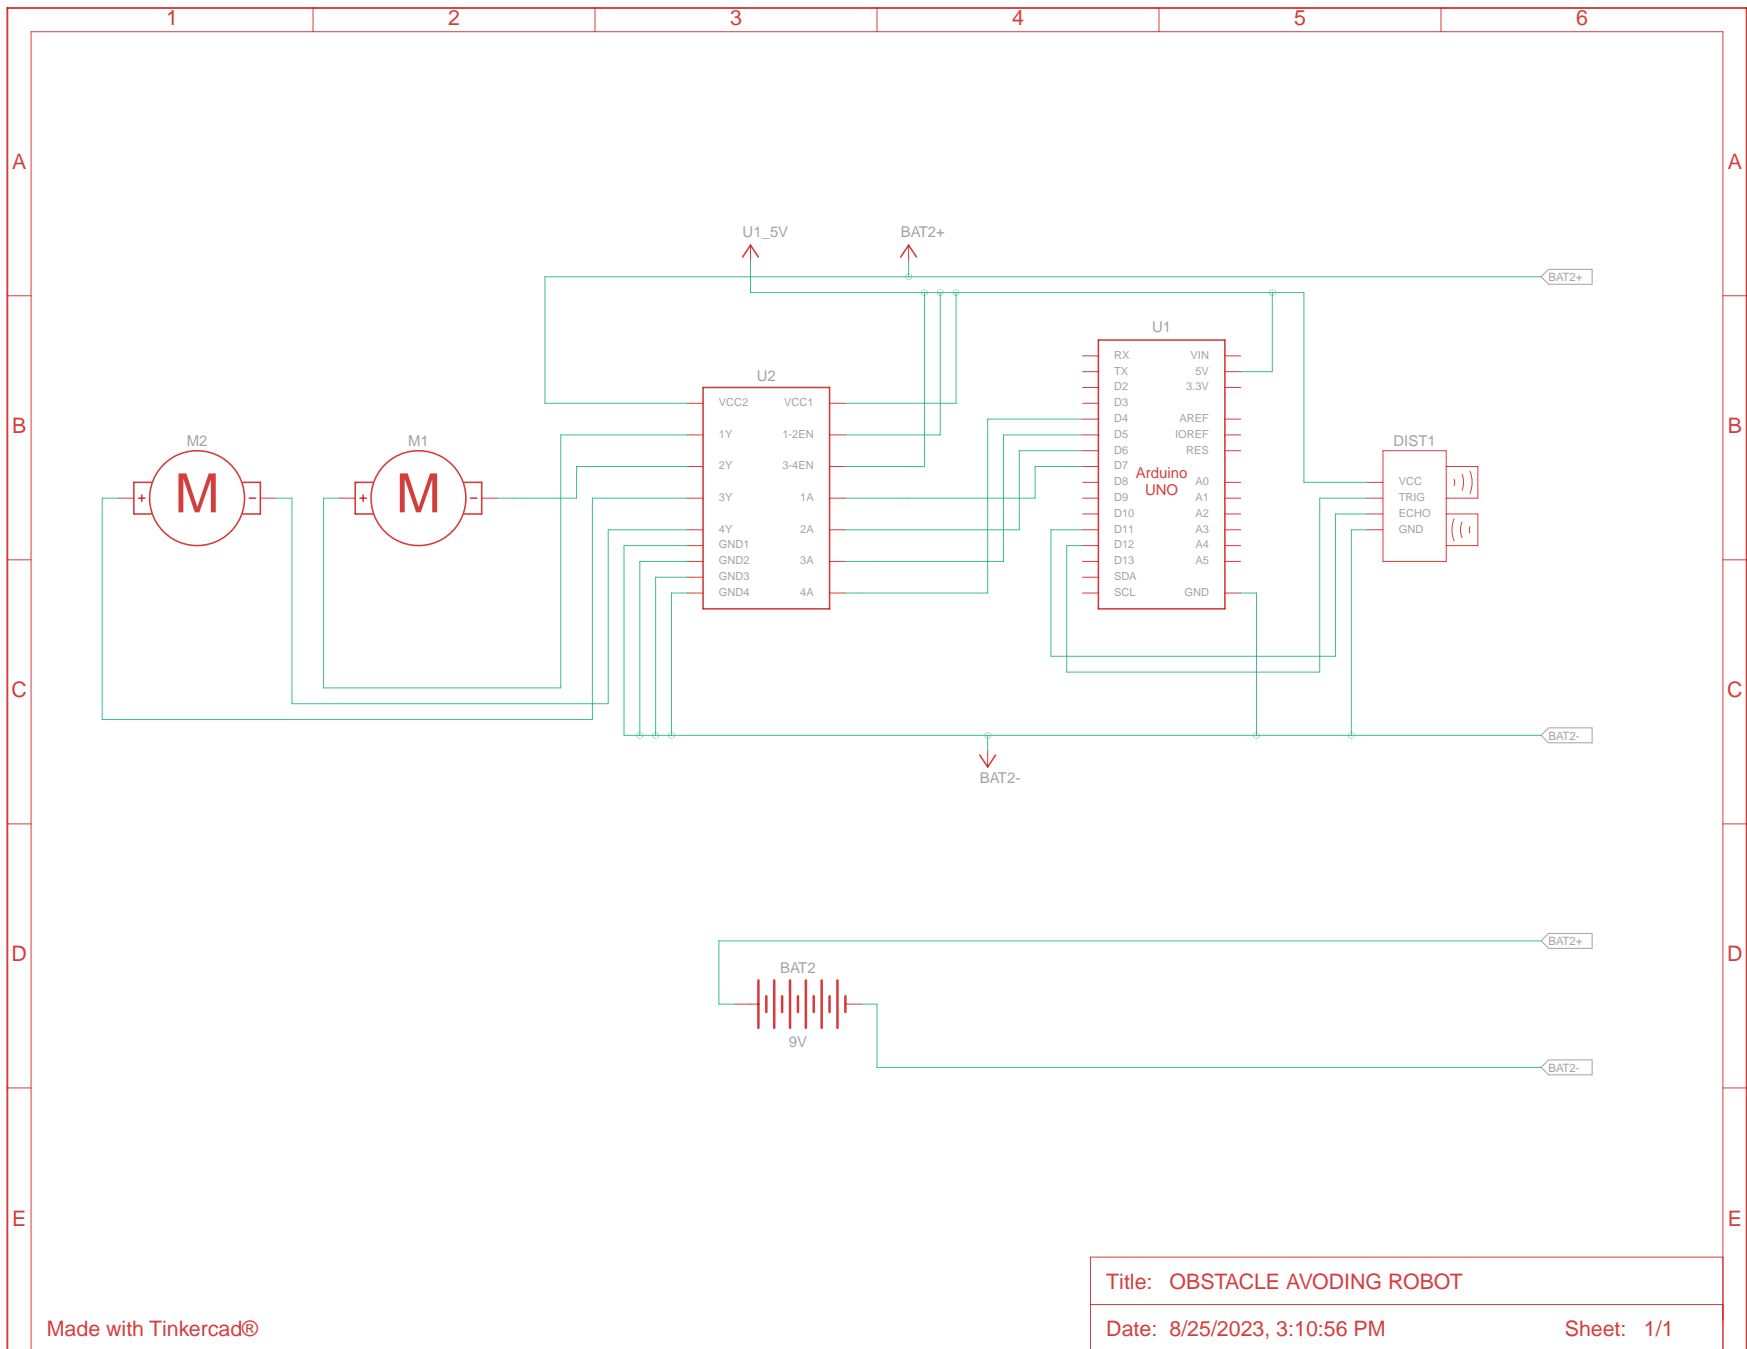 1 2 3 4 5 6
A A
U1_5V BAT2+
BAT2+
U1
U2
B B
M2 M1 DIST1
M M
+ - + -
VCC2 VCC1
1Y 1-2EN
2Y 3-4EN
3Y 1A
4Y 2A
GND1
GND2 3A
GND3
GND4 4A
RX VIN
TX 5V
D2 3.3V
D3
D4 AREF
D5 IOREF
D6 RES
D7
Arduino
UNO
D8 A0
D9 A1
D10 A2
D11 A3
D12 A4
D13 A5
SDA
SCL GND
VCC
TRIG
ECHO
GND
C C
BAT2-
BAT2-
D D
BAT2+
BAT2
9V
BAT2-
E E
Title: OBSTACLE AVODING ROBOT
Made with Tinkercad®
Date: 8/25/2023, 3:10:56 PM Sheet: 1/1